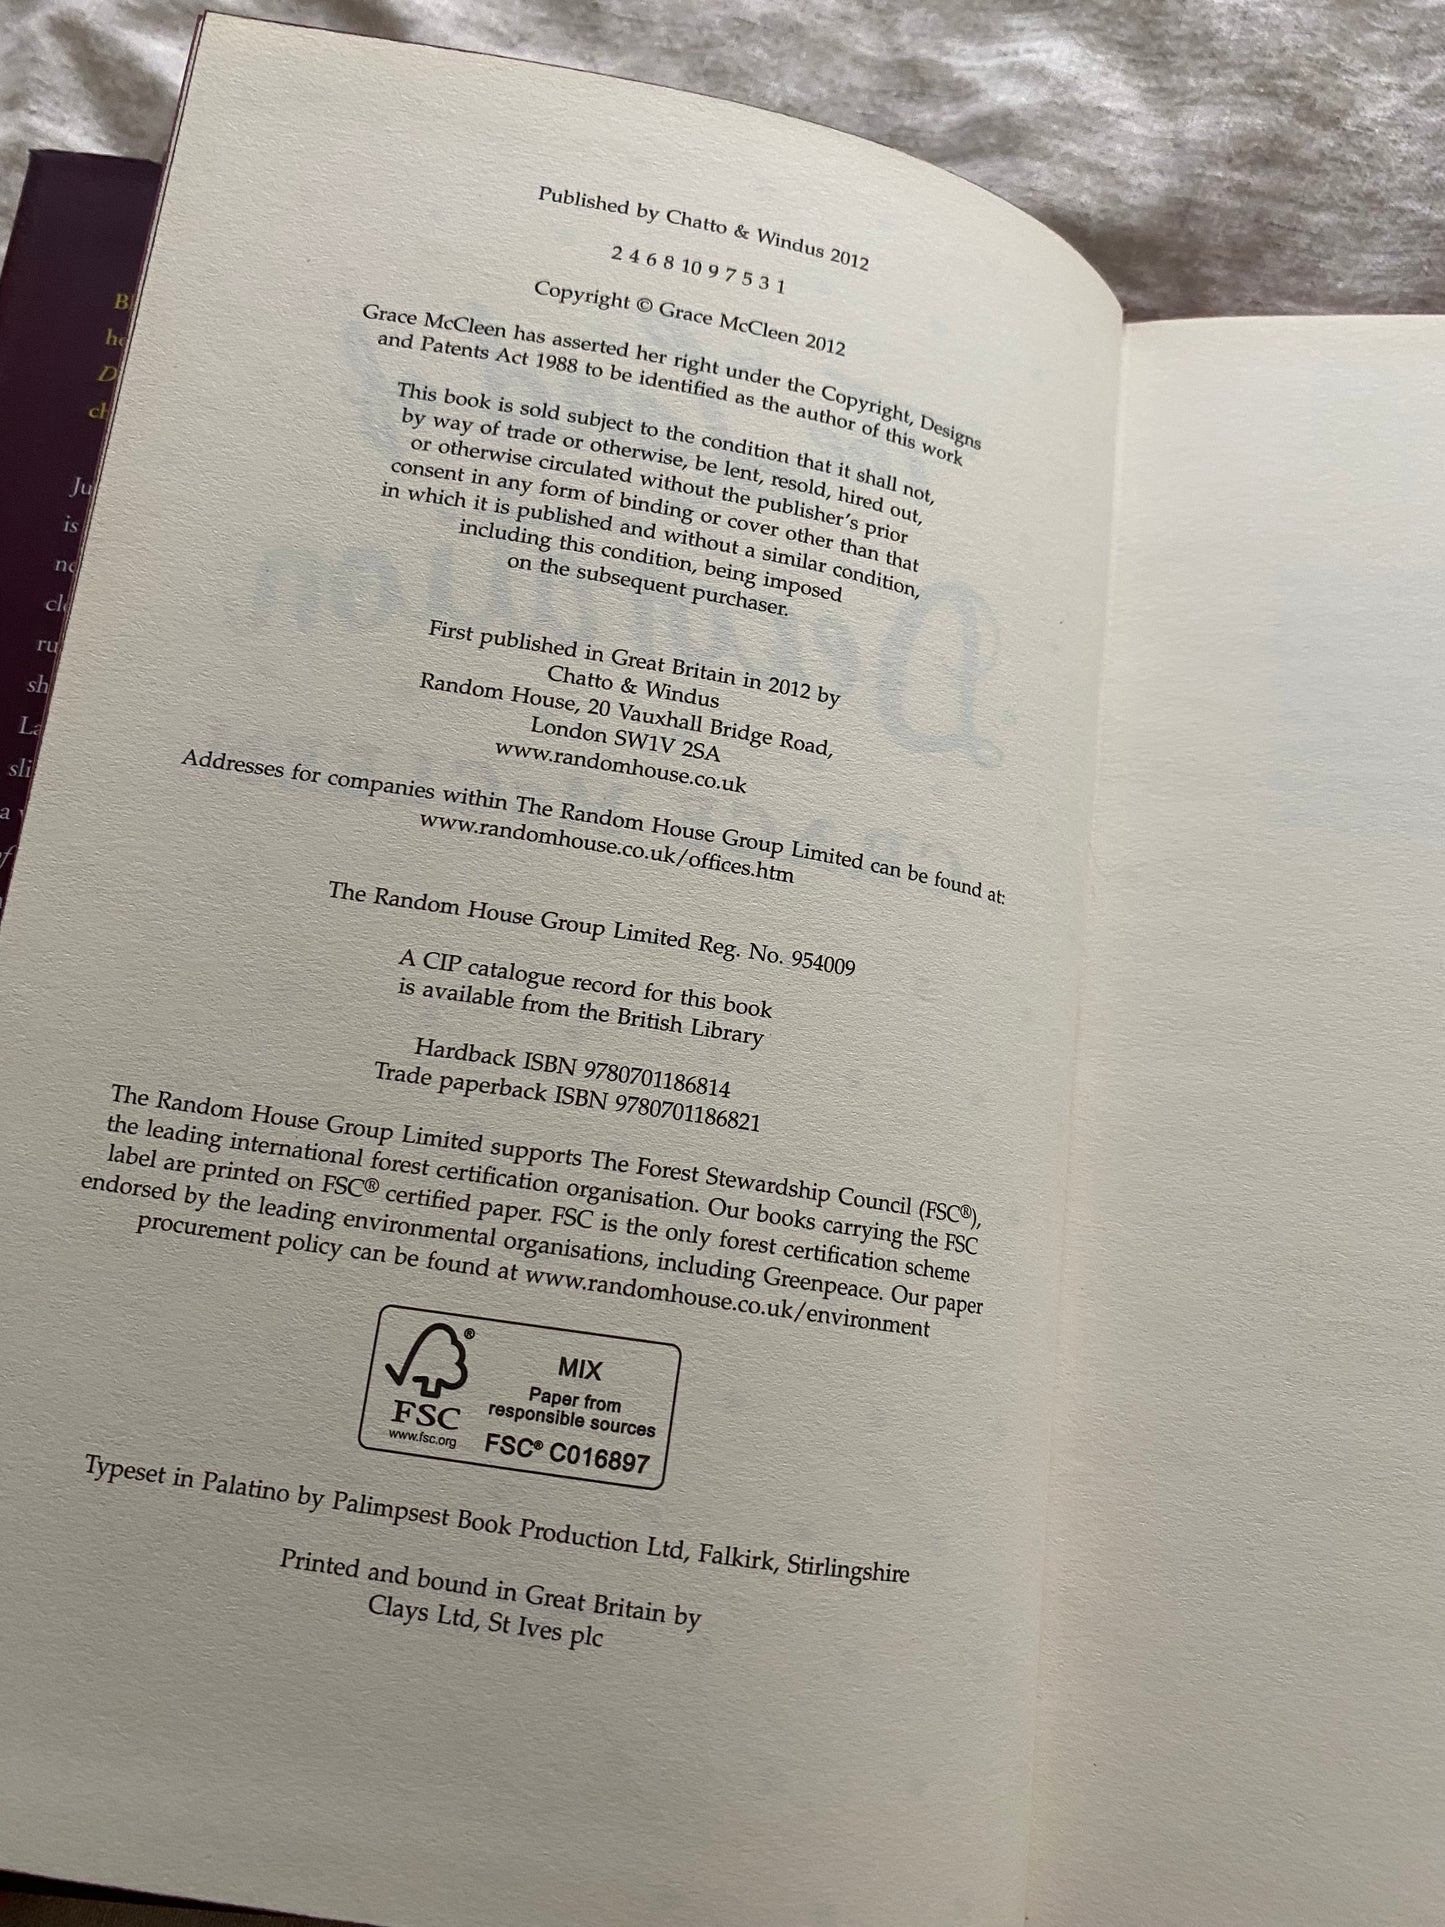 Published by Chatto & Windus 2012
2 4 6 8 10 9 7 5 3 1
Copyright © Grace McCleen 2012
Grace McCleen has asserted her right under the Copyright, Designs
and Patents Act 1988 to be identified as the author of this work
This book is sold subject to the condition that it shall not,
by way of trade or otherwise, be lent, resold, hired out,
or otherwise circulated without the publisher's prior
consent in any form of binding or cover other than that
in which it is published and without a similar condition,
including this condition, being imposed
on the subsequent purchaser.
First published in Great Britain in 2012 by
Chatto & Windus
Random House, 20 Vauxhall Bridge Road,
London SW1V 2SA
www.randomhouse.co.uk
Addresses for companies within The Random House Group Limited can be found at:
www.randomhouse.co.uk/offices.htm
The Random House Group Limited Reg. No. 954009
A CIP catalogue record for this book
is available from the British Library
Hardback ISBN 9780701186814
Trade paperback ISBN 9780701186821
The Random House Group Limited supports The Forest Stewardship Council (FSC®),
the leading international forest certification organisation. Our books carrying the FSC
label are printed on FSC® certified paper. FSC is the only forest certification scheme
endorsed by the leading environmental organisations, including Greenpeace. Our paper
procurement policy can be found at www.randomhouse.co.uk/environment
®
FSC
www.fsc.org
MIX
Paper from
responsible sources
FSC® C016897
Typeset in Palatino by Palimpsest Book Production Ltd, Falkirk, Stirlingshire
Printed and bound in Great Britain by
Clays Ltd, St Ives plc